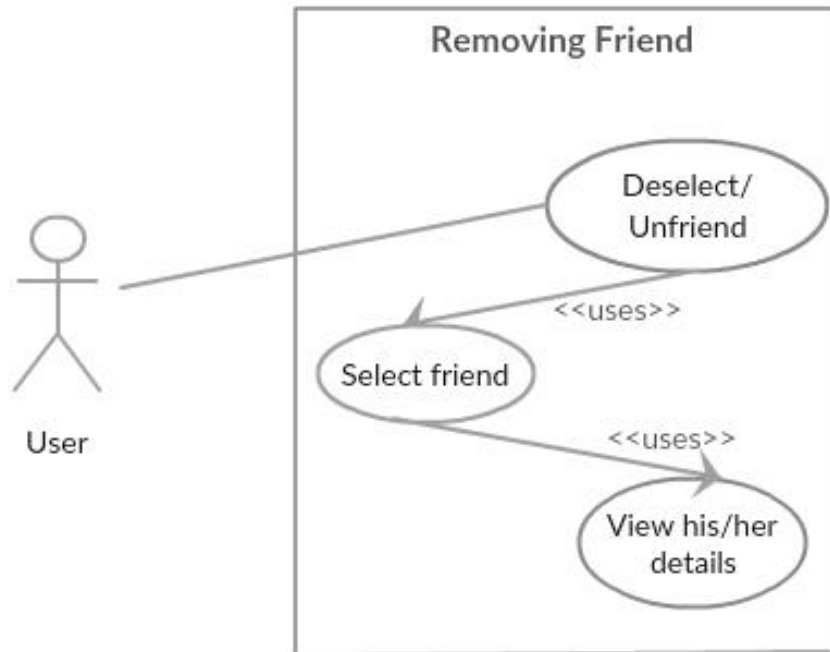 Removing Friend
Deselect/
Unfriend
<<uses>>
Select friend
User
<<uses>>
View his/her
details